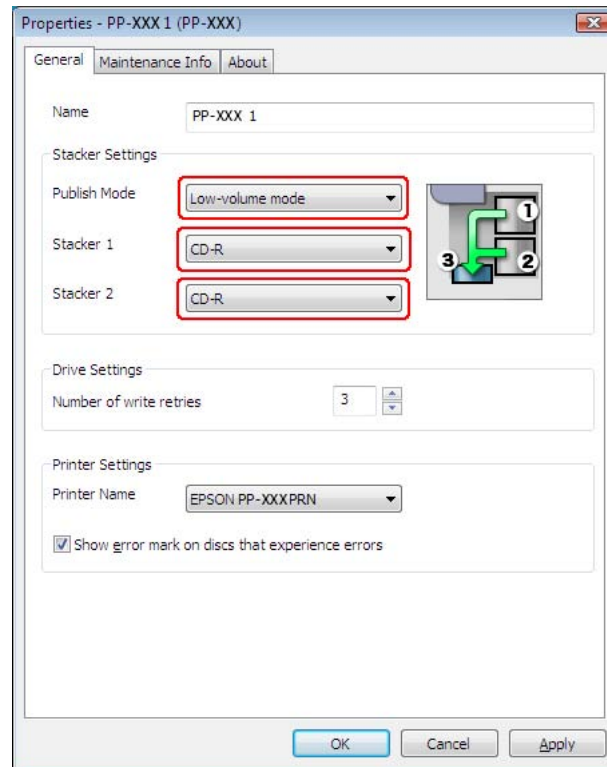 Properties - PP-XXX 1 (PP-XXX)
General Maintenance Info About
Name PP-XXX 1
Stacker Settings
Publish Mode Low-volume mode
1
Stacker 1 CD-R
3 2
Stacker 2 CD-R
Drive Settings
Number of write retries 3
Printer Settings
Printer Name EPSON PP-XXXPRN
Show error mark on discs that experience errors
OK Cancel Apply